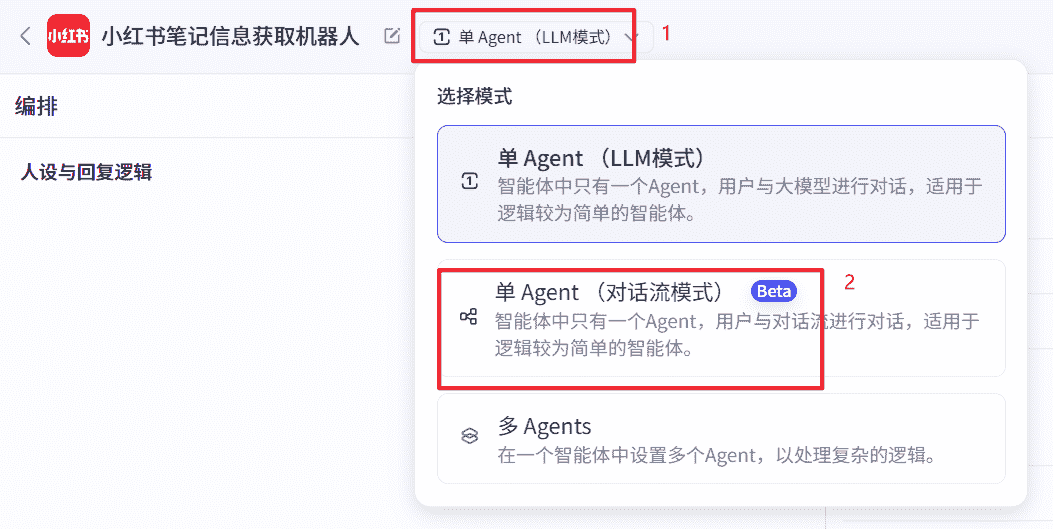 小红书 小红书笔记信息获取机器人 单 Agent （LLM模式） 1
选择模式
编排
单 Agent （LLM模式）
人设与回复逻辑
智能体中只有一个Agent，用户与大模型进行对话，适用于
逻辑较为简单的智能体。
单 Agent （对话流模式） Beta 2
智能体中只有一个Agent，用户与对话流进行对话，适用于
逻辑较为简单的智能体。
多 Agents
在一个智能体中设置多个Agent，以处理复杂的逻辑。